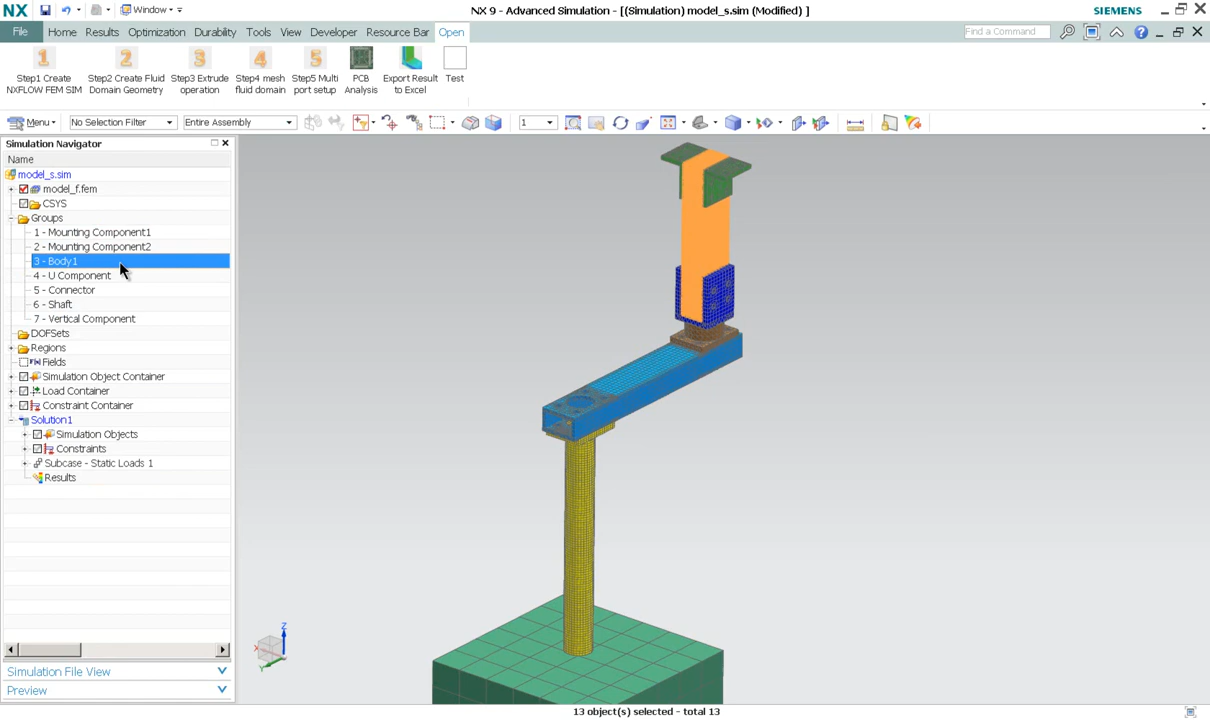 NX Window NX 9 - Advanced Simulation - [(Simulation) model_s.sim (Modified) ] SIEMENS
File Home Results Optimization Durability Tools View Developer Resource Bar Open Find a Command
Step1 Create NXFLOW FEM SIM
Step2 Create Fluid Domain Geometry
Step3 Extrude operation
Step4 mesh fluid domain
Step5 Multi port setup
PCB Analysis
Export Result to Excel
Test
Menu No Selection Filter Entire Assembly 1
Simulation Navigator
Name
model_s.sim
model_f.fem
CSYS
Groups
1 - Mounting Component1
2 - Mounting Component2
3 - Body1
4 - U Component
5 - Connector
6 - Shaft
7 - Vertical Component
DOFSets
Regions
Fields
Simulation Object Container
Load Container
Constraint Container
Solution1
Simulation Objects
Constraints
Subcase - Static Loads 1
Results
Z
X
Y
Simulation File View
Preview
13 object(s) selected - total 13